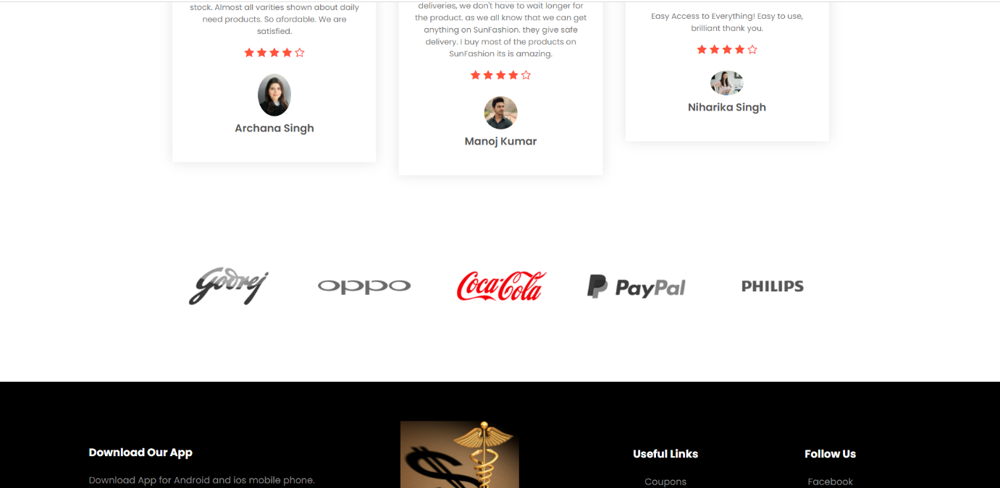 stock. Almost all varities shown about daily
need products. So afordable. We are
satisfied.
Archana Singh
deliveries, we don't have to wait longer for
the product. as we all know that we can get
anything on SunFashion. they give safe
delivery. I buy most of the products on
SunFashion its is amazing.
Manoj Kumar
Easy Access to Everything! Easy to use,
brilliant thank you.
Niharika Singh
Godrej
oppo
Coca-Cola
PayPal
PHILIPS
Download Our App
Download App for Android and ios mobile phone.
Useful Links
Coupons
Follow Us
Facebook